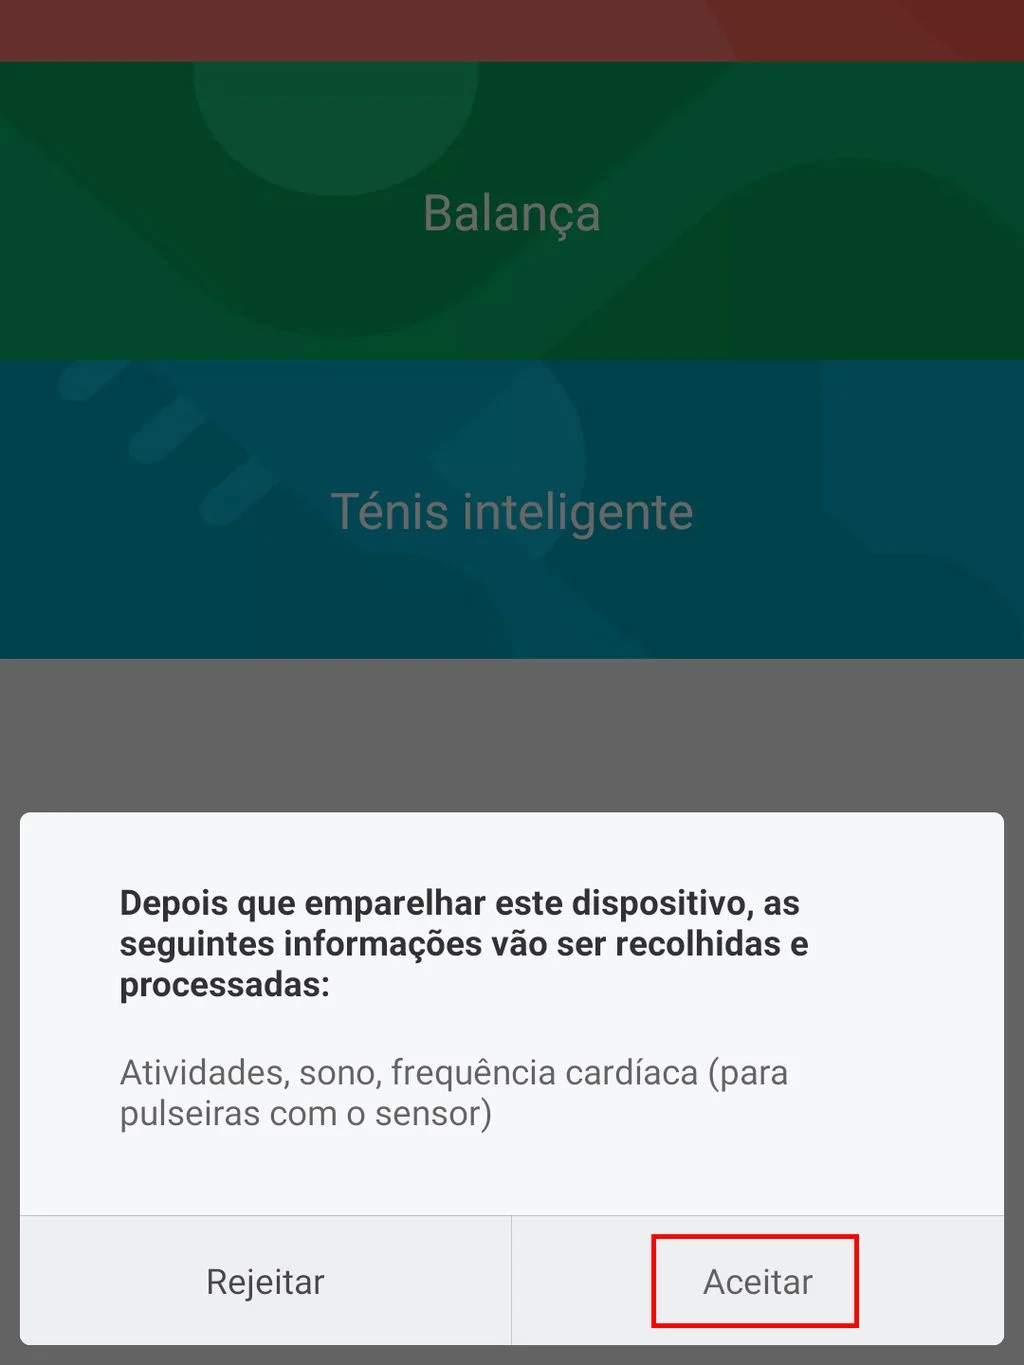 Balança
Ténis inteligente
Depois que emparelhar este dispositivo, as
seguintes informações vão ser recolhidas e
processadas:
Atividades, sono, frequência cardíaca (para
pulseiras com o sensor)
Rejeitar
Aceitar